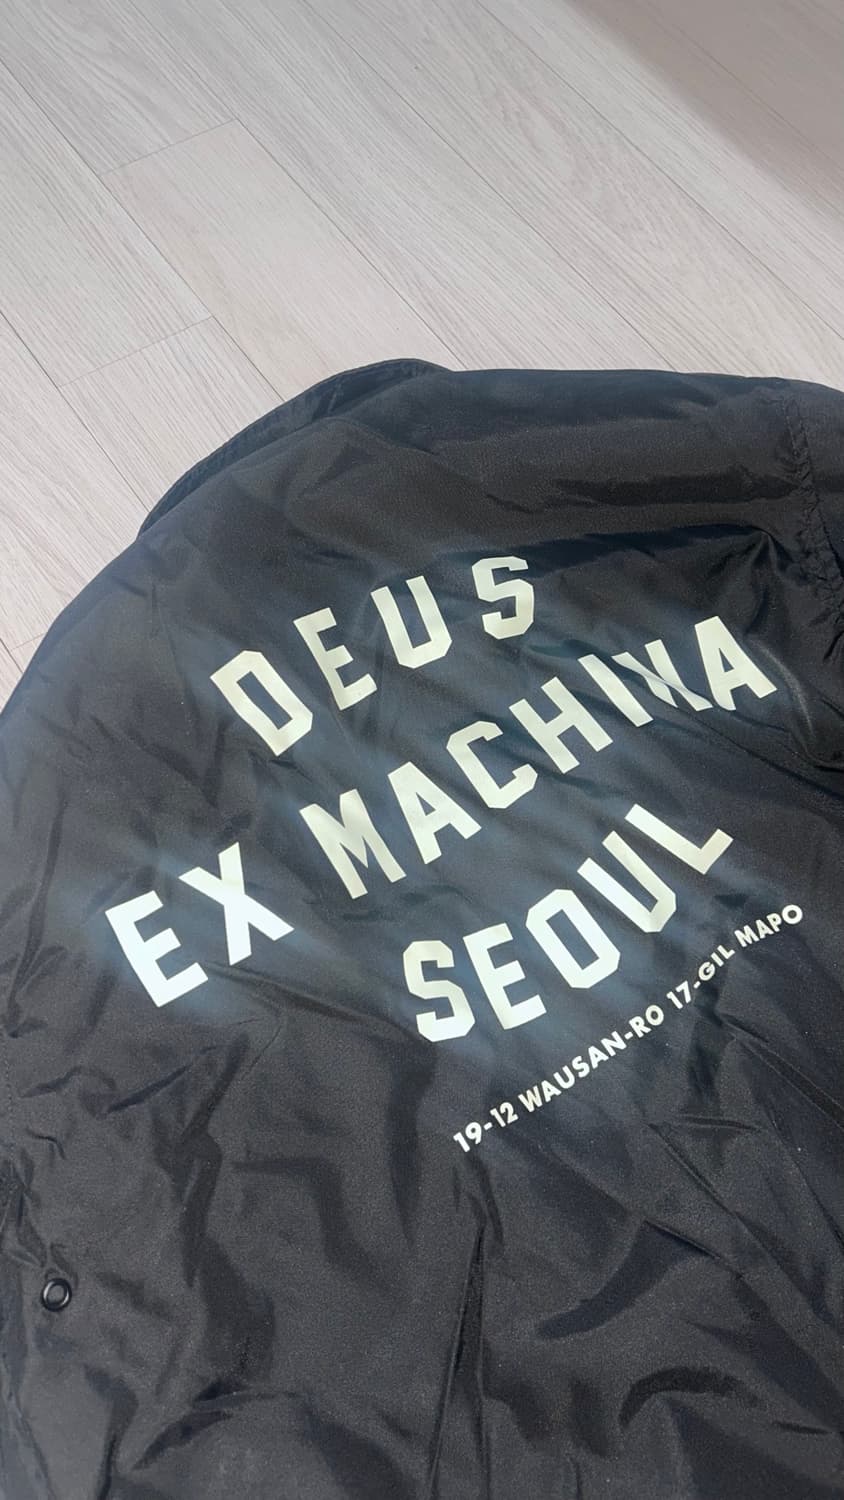 DEUS
EX MACHINA
SEOUL
19-12 WAUSAN-RO 17-GIL MAPO